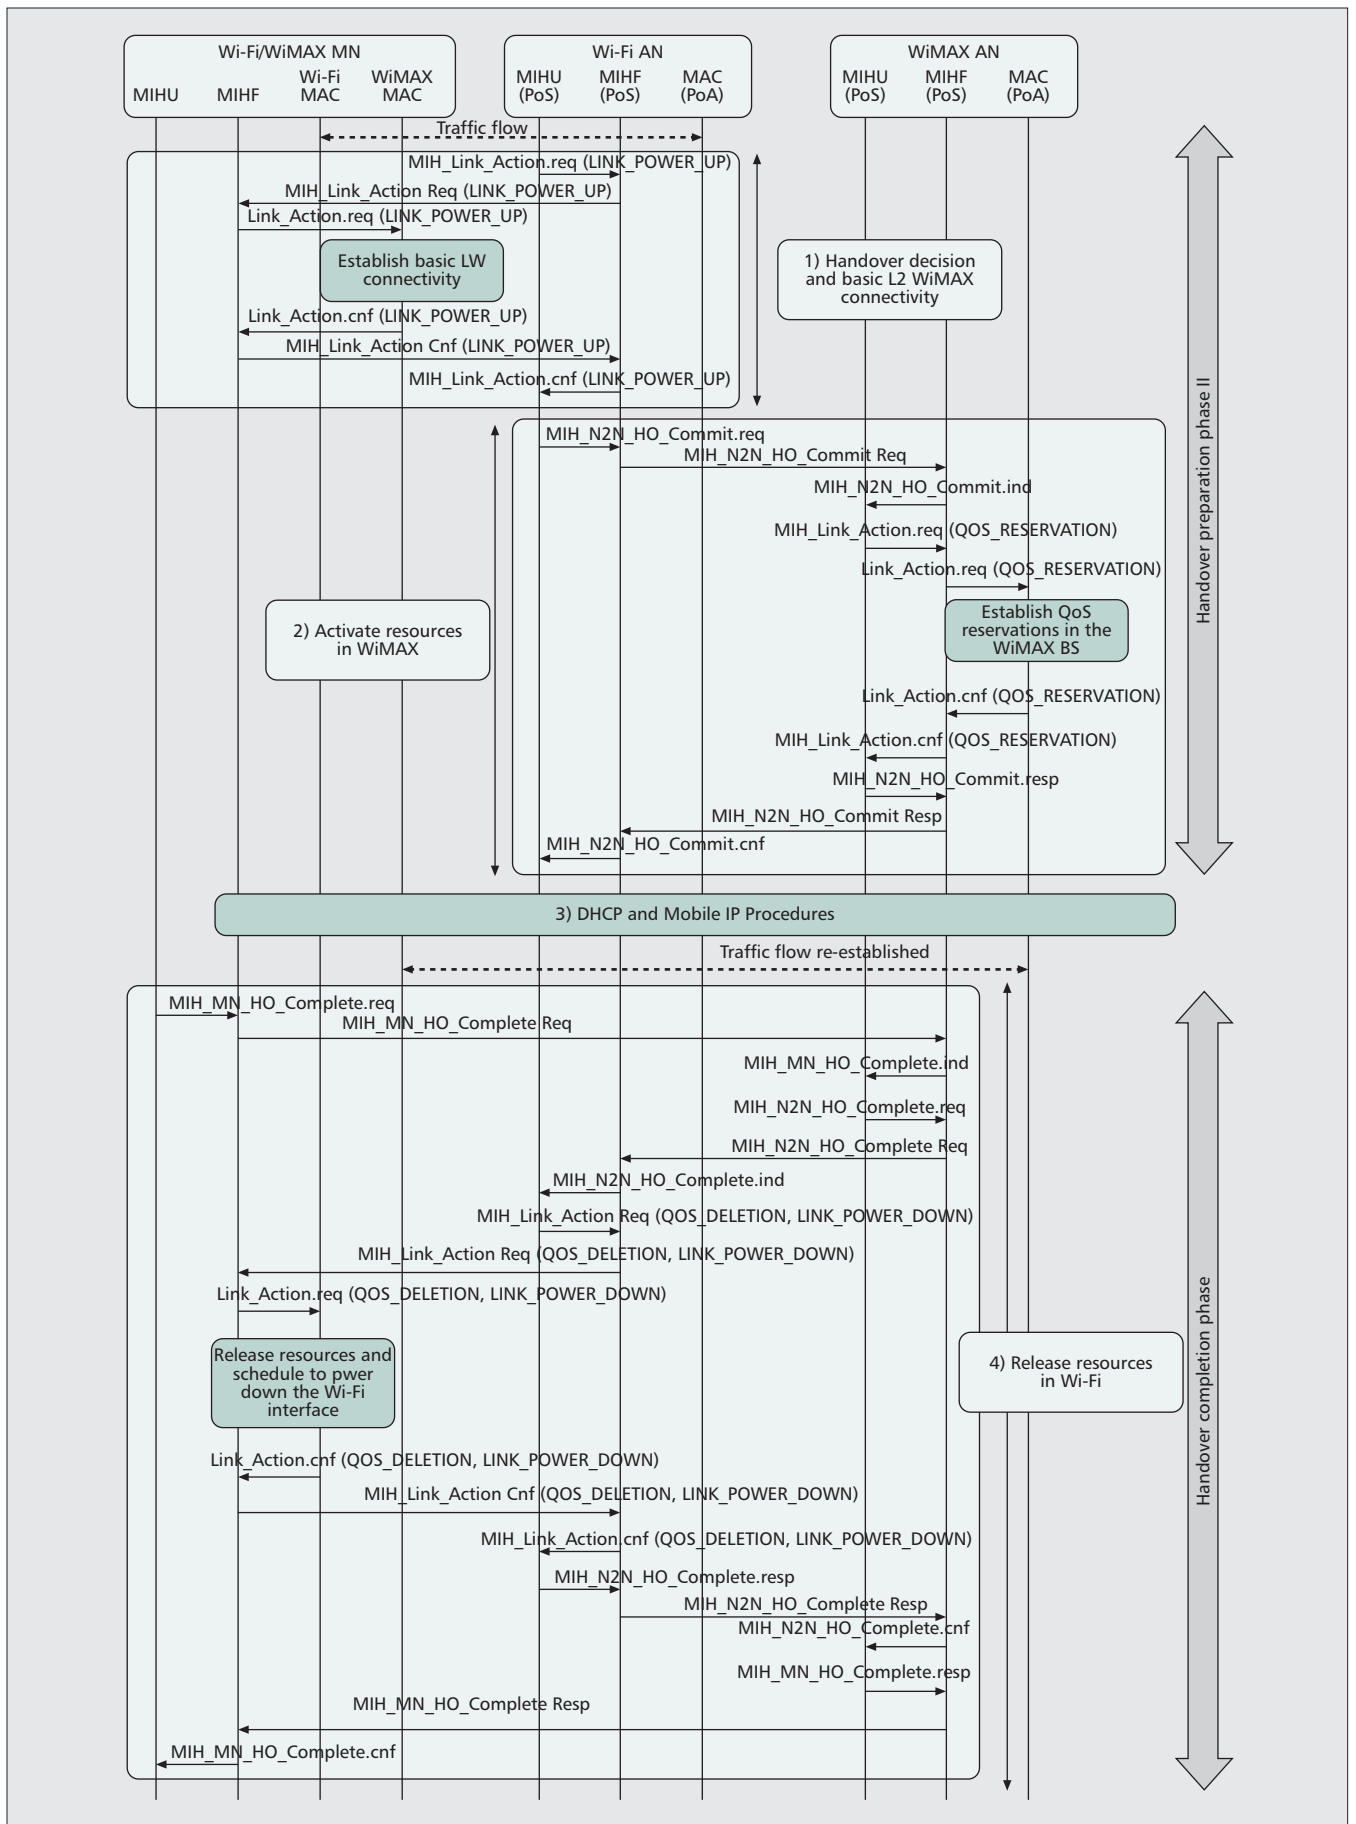 Wi-Fi/WiMAX MN
Wi-Fi AN
WiMAX AN
MIHU
MIHF
Wi-Fi
MAC
WiMAX
MAC
MIHU
(PoS)
MIHF
(PoS)
MAC
(PoA)
MIHU
(PoS)
MIHF
(PoS)
MAC
(PoA)
Traffic flow
MIH_Link_Action.req (LINK_POWER_UP)
MIH_Link_Action Req (LINK_POWER_UP)
Link_Action.req (LINK_POWER_UP)
Establish basic LW
connectivity
1) Handover decision
and basic L2 WiMAX
connectivity
Link_Action.cnf (LINK_POWER_UP)
MIH_Link_Action Cnf (LINK_POWER_UP)
MIH_Link_Action.cnf (LINK_POWER_UP)
MIH_N2N_HO_Commit.req
MIH_N2N_HO_Commit Req
MIH_N2N_HO_Commit.ind
MIH_Link_Action.req (QOS_RESERVATION)
Link_Action.req (QOS_RESERVATION)
Establish QoS
reservations in the
WiMAX BS
2) Activate resources
in WiMAX
Link_Action.cnf (QOS_RESERVATION)
MIH_Link_Action.cnf (QOS_RESERVATION)
MIH_N2N_HO_Commit.resp
MIH_N2N_HO_Commit Resp
MIH_N2N_HO_Commit.cnf
Handover preparation phase II
3) DHCP and Mobile IP Procedures
Traffic flow re-established
MIH_MN_HO_Complete.req
MIH_MN_HO_Complete Req
MIH_MN_HO_Complete.ind
MIH_N2N_HO_Complete.req
MIH_N2N_HO_Complete Req
MIH_N2N_HO_Complete.ind
MIH_Link_Action Req (QOS_DELETION, LINK_POWER_DOWN)
MIH_Link_Action Req (QOS_DELETION, LINK_POWER_DOWN)
Link_Action.req (QOS_DELETION, LINK_POWER_DOWN)
Release resources and
schedule to pwer
down the Wi-Fi
interface
4) Release resources
in Wi-Fi
Link_Action.cnf (QOS_DELETION, LINK_POWER_DOWN)
MIH_Link_Action Cnf (QOS_DELETION, LINK_POWER_DOWN)
MIH_Link_Action.cnf (QOS_DELETION, LINK_POWER_DOWN)
MIH_N2N_HO_Complete.resp
MIH_N2N_HO_Complete Resp
MIH_N2N_HO_Complete.cnf
MIH_MN_HO_Complete.resp
MIH_MN_HO_Complete Resp
MIH_MN_HO_Complete.cnf
Handover completion phase